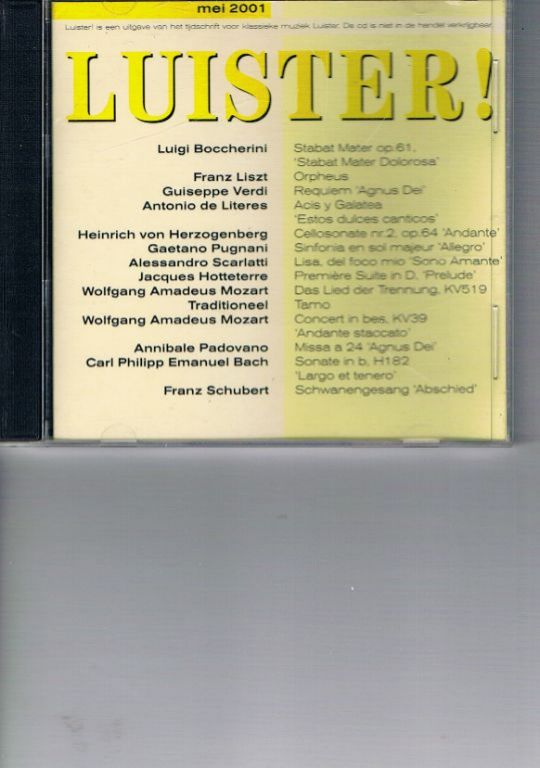 mei 2001
Luister! is een uitgave van het tijdschrift voor klassieke muziek Luister. De cd is niet in de handel verkrijgbaar.
LUISTER!
Luigi Boccherini Stabat Mater op.61,
'Stabat Mater Dolorosa'
Franz Liszt Orpheus
Guiseppe Verdi Requiem 'Agnus Dei'
Antonio de Literes Acis y Galatea
'Estos dulces canticos'
Heinrich von Herzogenberg Cellosonate nr.2, op.64 'Andante'
Gaetano Pugnani Sinfonia en sol majeur 'Allegro'
Alessandro Scarlatti Lisa, del foco mio 'Sono Amante'
Jacques Hotteterre Première Suite in D, 'Prelude'
Wolfgang Amadeus Mozart Das Lied der Trennung, KV519
Traditioneel Tarno
Wolfgang Amadeus Mozart Concert in bes, KV39
'Andante staccato'
Annibale Padovano Missa a 24 'Agnus Dei'
Carl Philipp Emanuel Bach Sonate in b, H182
'Largo et tenero'
Franz Schubert Schwanengesang 'Abschied'